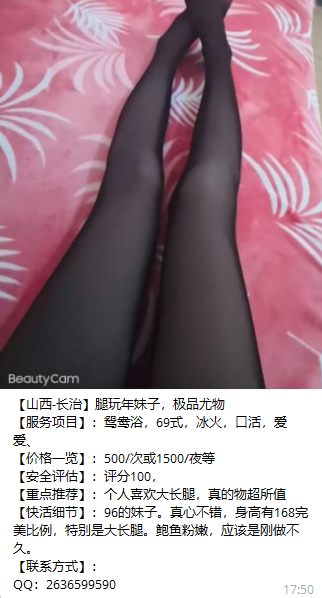 BeautyCam
【山西-长治】腿玩年妹子，极品尤物
【服务项目】：鸳鸯浴，69式，冰火，口活，爱
爱、
【价格一览】：500/次或1500/夜等
【安全评估】：评分100，
【重点推荐】：个人喜欢大长腿，真的物超所值
【快活细节】：96的妹子。真心不错，身高有168完
美比例，特别是大长腿。鲍鱼粉嫩，应该是刚做不
久。
【联系方式】：
QQ：2636599590
17:50